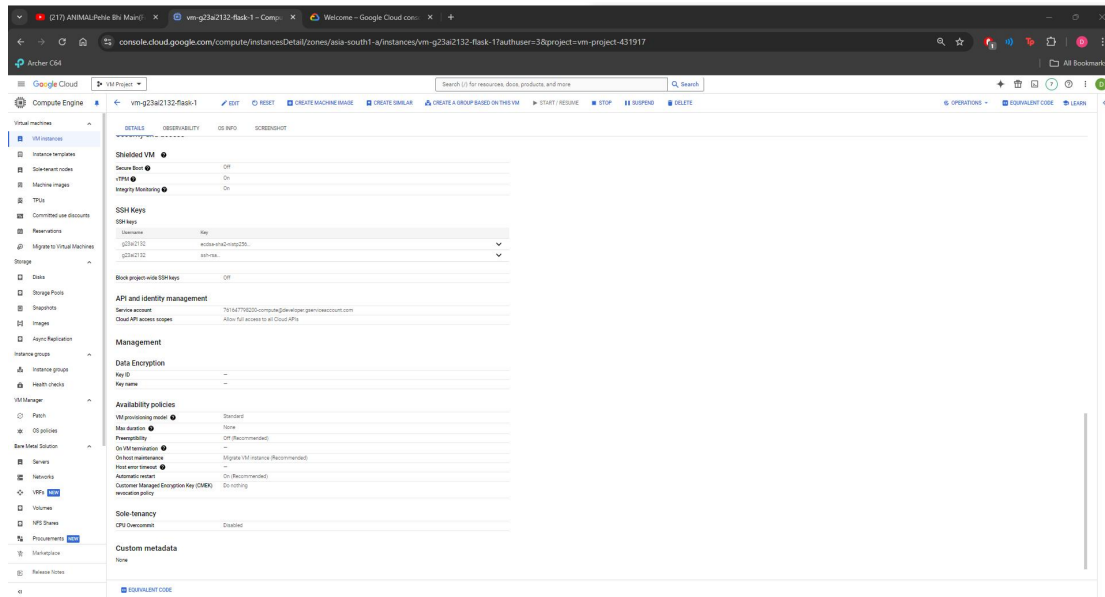 (217) ANIMAL:Pehle Bhi Main(F
vm-g23ai2132-flask-1 – Compu
Welcome – Google Cloud cons
console.cloud.google.com/compute/instancesDetail/zones/asia-south1-a/instances/vm-g23ai2132-flask-1?authuser=3&project=vm-project-431917
Archer C64
All Bookmarks
Google Cloud
VM Project
Search (/) for resources, docs, products, and more
Search
Compute Engine
vm-g23ai2132-flask-1
EDIT
RESET
CREATE MACHINE IMAGE
CREATE SIMILAR
CREATE A GROUP BASED ON THIS VM
START / RESUME
STOP
SUSPEND
DELETE
OPERATIONS
EQUIVALENT CODE
LEARN
Virtual machines
VM instances
Instance templates
Sole-tenant nodes
Machine images
TPUs
Committed use discounts
Reservations
Migrate to Virtual Machines
Storage
Disks
Storage Pools
Snapshots
Images
Async Replication
Instance groups
Instance groups
Health checks
VM Manager
Patch
OS policies
Bare Metal Solution
Servers
Networks
VRFs NEW
Volumes
NFS Shares
Procurements NEW
Marketplace
Release Notes
DETAILS OBSERVABILITY OS INFO SCREENSHOT
Shielded VM
Secure Boot Off
vTPM On
Integrity Monitoring On
SSH Keys
SSH keys
Username Key
g23ai2132 ecdsa-sha2-nistp256...
g23ai2132 ssh-rsa...
Block project-wide SSH keys Off
API and identity management
Service account
Cloud API access scopes Allow full access to all Cloud APIs
Management
Data Encryption
Key ID —
Key name —
Availability policies
VM provisioning model Standard
Max duration None
Preemptibility Off (Recommended)
On VM termination —
On host maintenance Migrate VM instance (Recommended)
Host error timeout —
Automatic restart On (Recommended)
Customer Managed Encryption Key (CMEK) Do nothing
revocation policy
Sole-tenancy
CPU Overcommit Disabled
Custom metadata
None
EQUIVALENT CODE